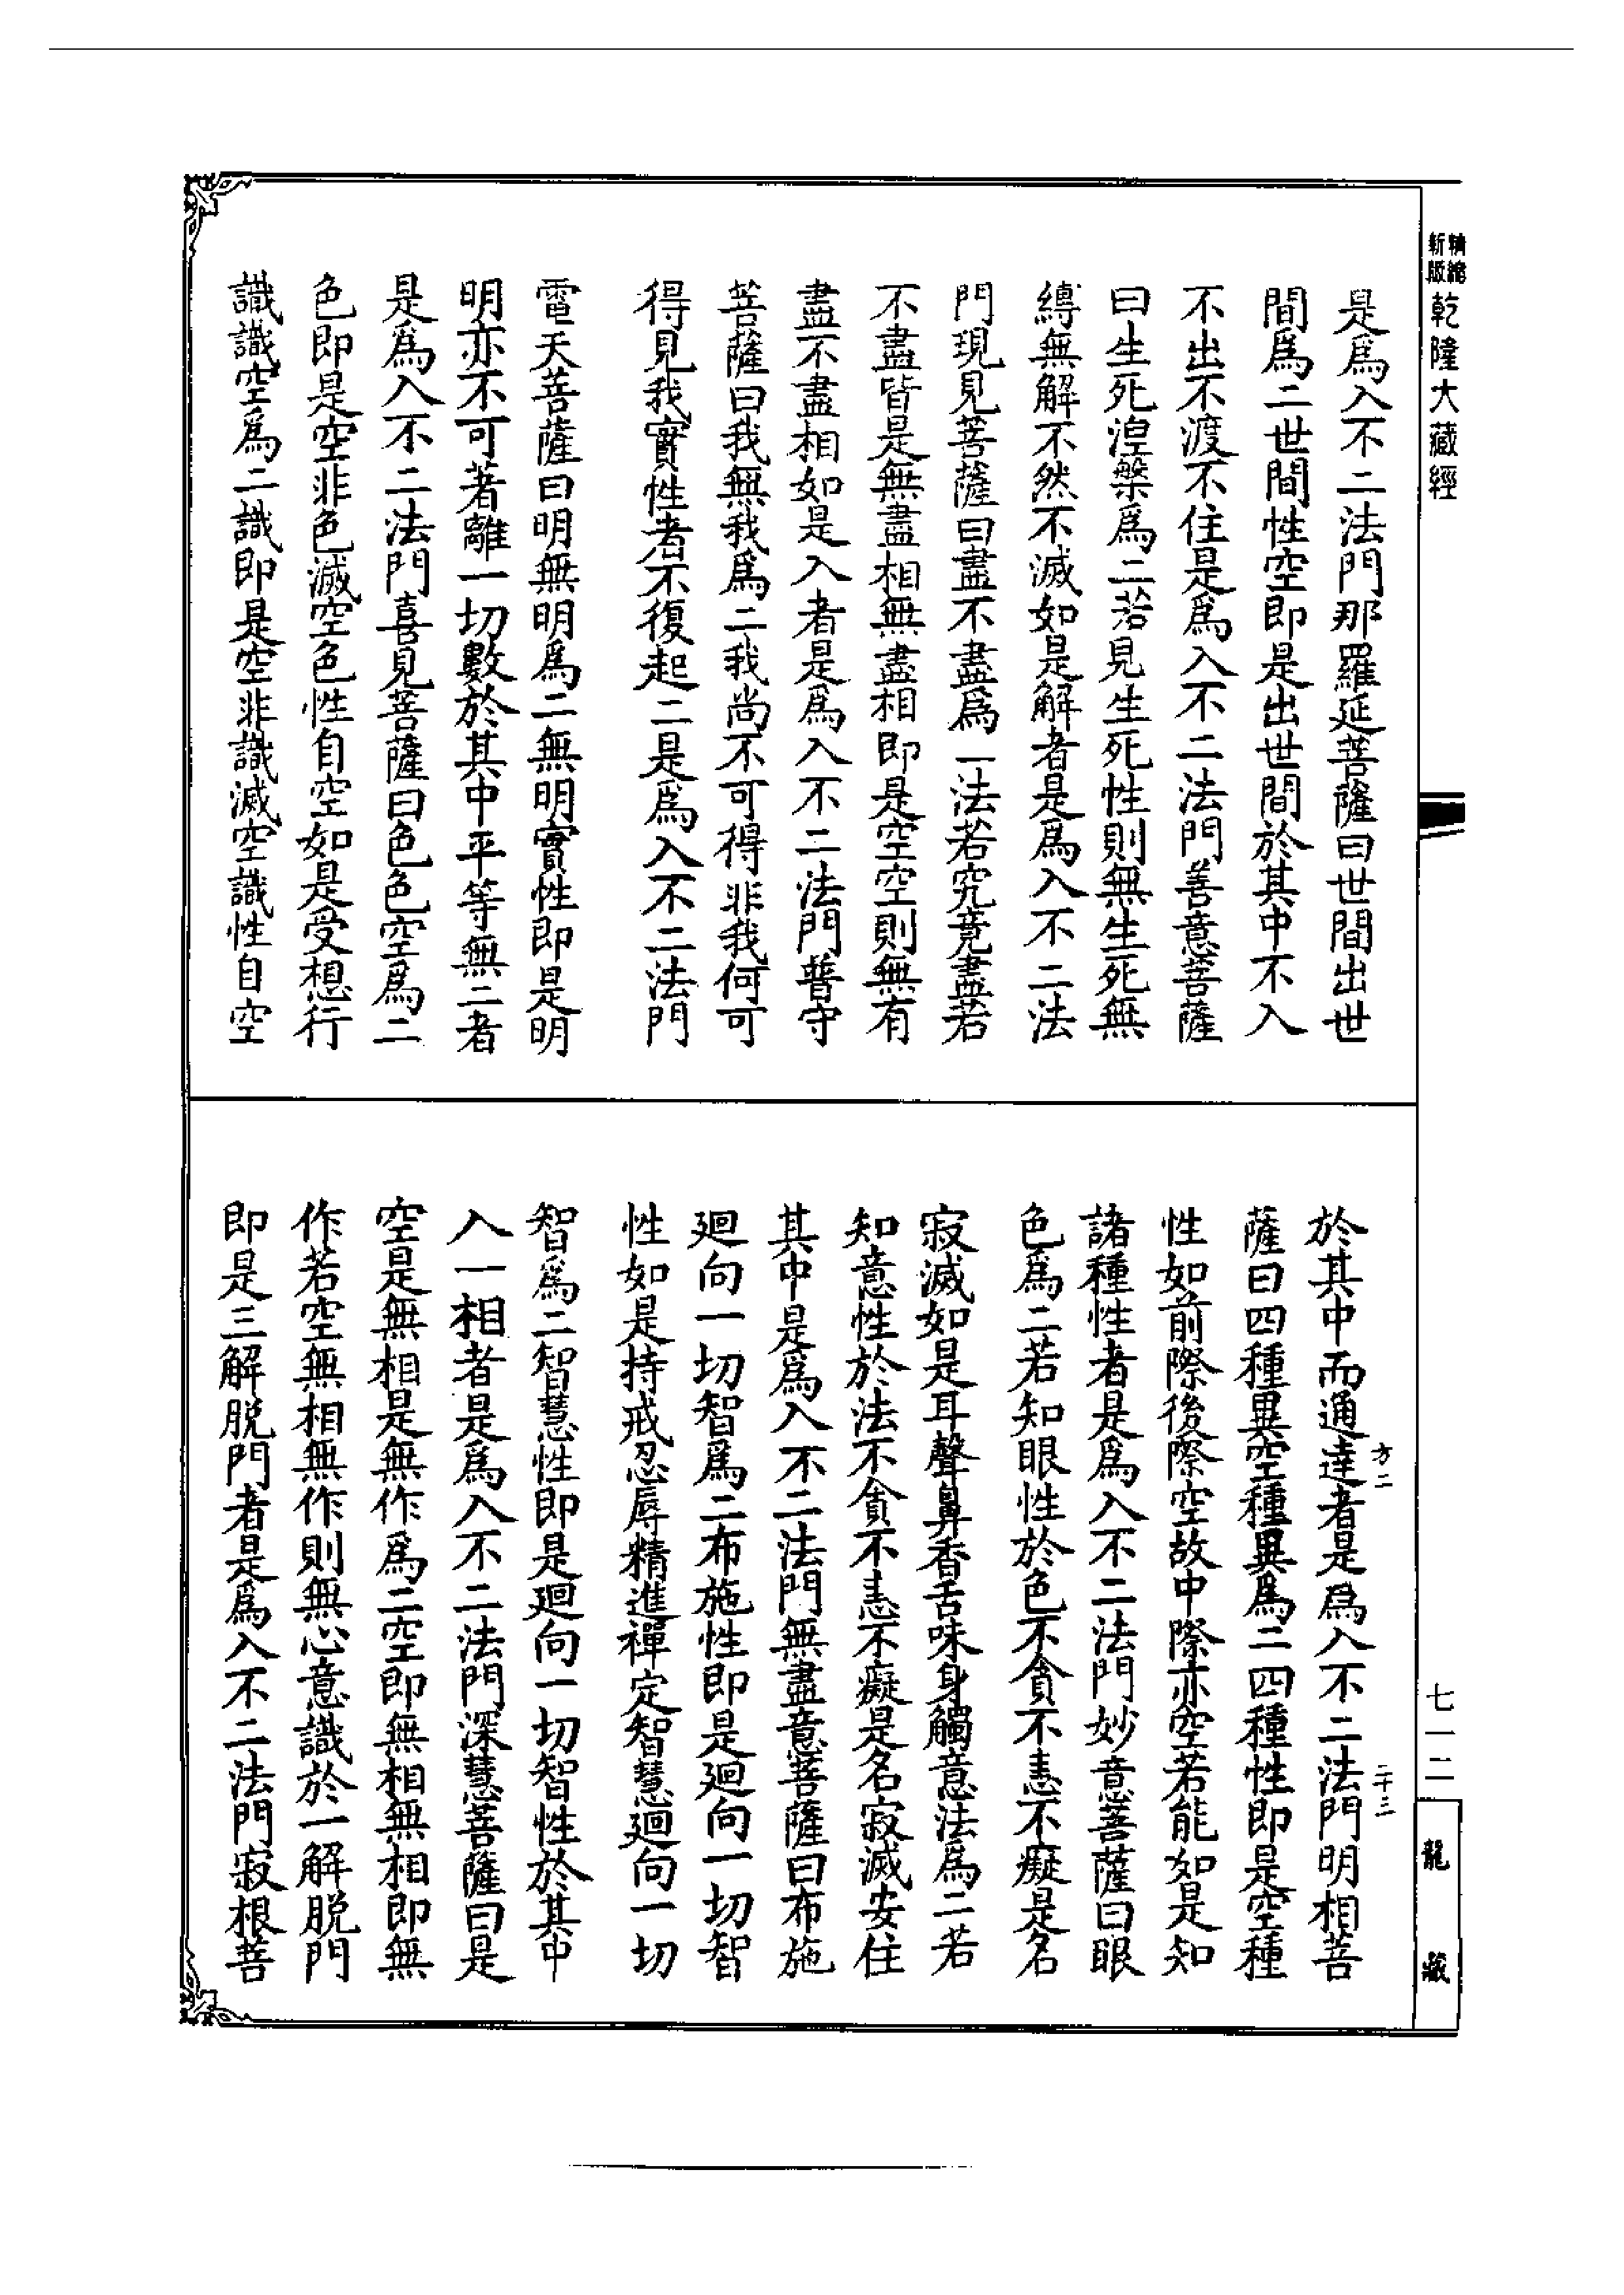 精縮新版乾隆大藏經
是爲入不二法門那羅延菩薩曰世間出世
間爲二世間性空即是出世間於其中不入
不出不渡不住是爲入不二法門善意菩薩
曰生死涅槃爲二若見生死性則無生死無
縛無解不然不滅如是解者是爲入不二法
門現見菩薩曰盡不盡爲二法若究竟盡若
不盡皆是無盡相無盡相即是空空則無有
盡不盡相如是入者是爲入不二法門普守
菩薩曰我無我爲二我尚不可得非我何可
得見我實性者不復起二是爲入不二法門
電天菩薩曰明無明爲二無明實性即是明
明亦不可著離一切數於其中平等無二者
是爲入不二法門喜見菩薩曰色色空爲二
色即是空非色滅空色性自空如是受想行
識識空爲二識即是空非識滅空識性自空
於其中而通達者是爲入不二法門明相菩
薩曰四種異空種異爲二四種性即是空種
性如前際後際空故中際亦空若能如是知
諸種性者是爲入不二法門妙意菩薩曰眼
色爲二若知眼性於色不貪不恚不癡是名
寂滅如是耳聲鼻香舌味身觸意法爲二若
知意性於法不貪不恚不癡是名寂滅安住
其中是爲入不二法門無盡意菩薩曰布施
廻向一切智爲二布施性即是廻向一切智
性如是持戒忍辱精進禪定智慧廻向一切
智爲二智慧性即是廻向一切智性於其中
入一相者是爲入不二法門深慧菩薩曰是
空是無相是無作爲二空即無相無相即無
作若空無相無作則無心意識於一解脫門
即是三解脫門者是爲入不二法門寂根菩
方二
二十三
七一二
龍藏